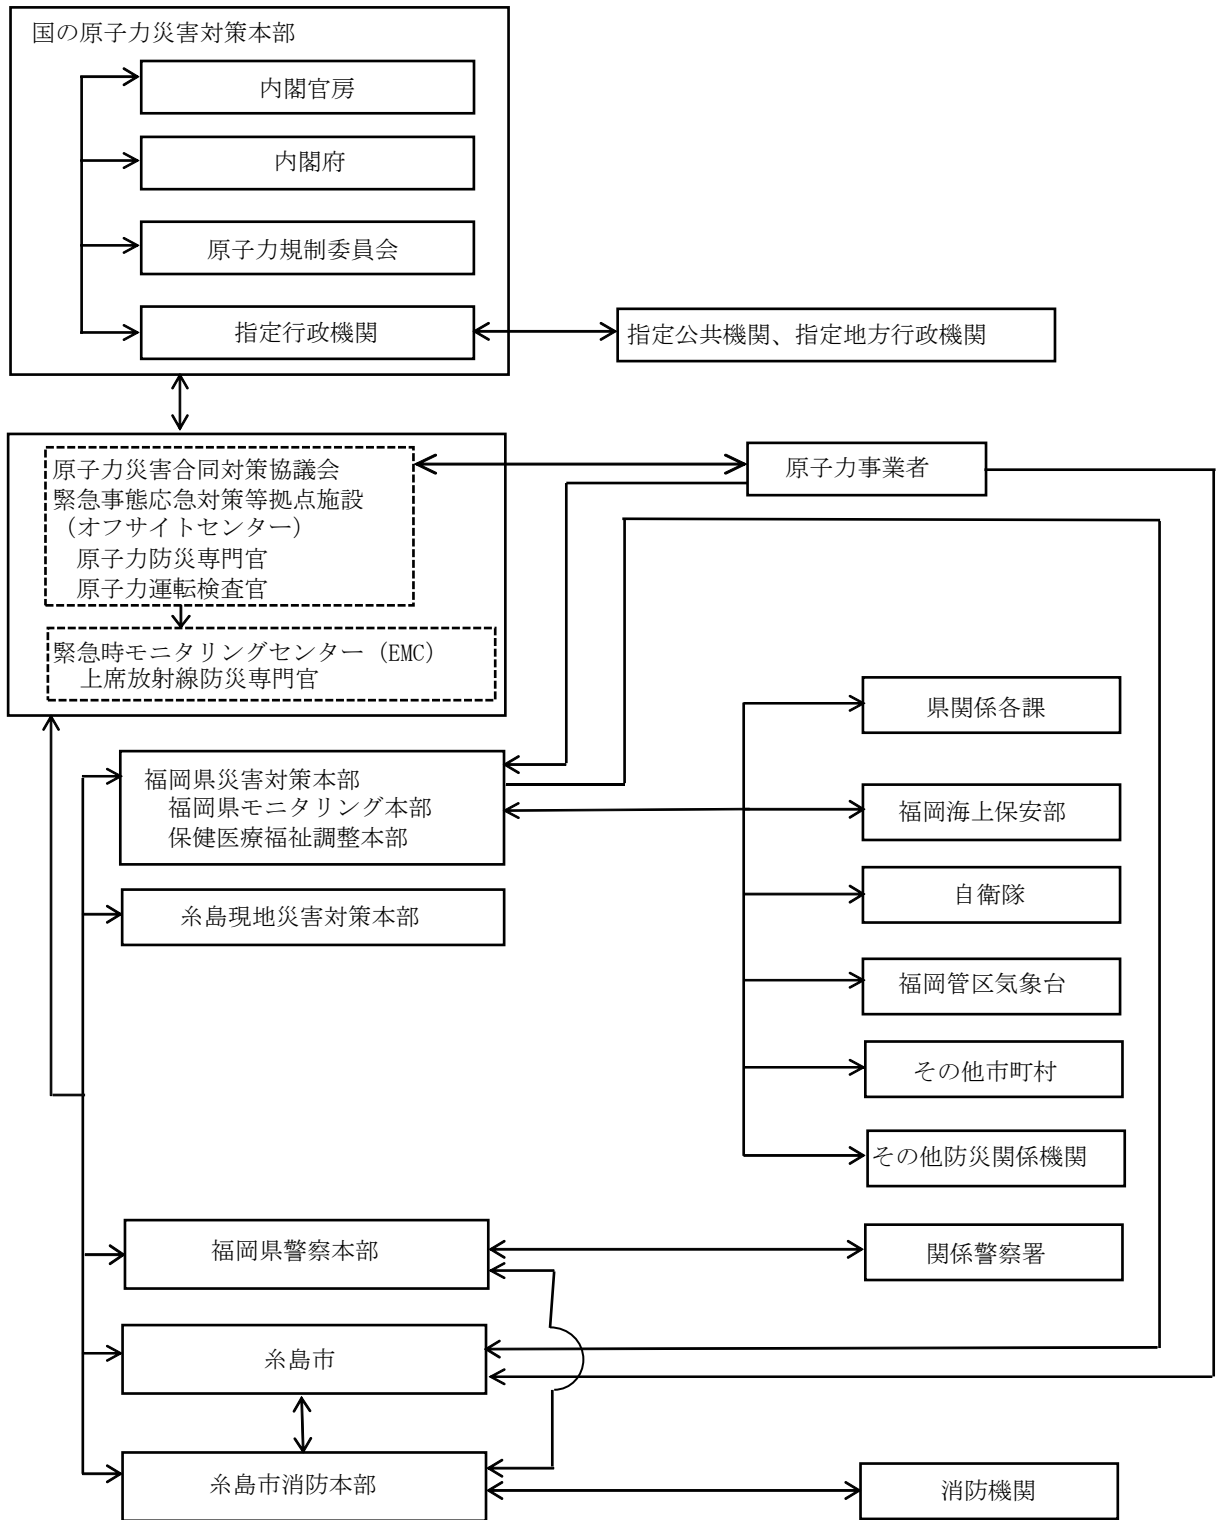 国の原子力災害対策本部
内閣官房
内閣府
原子力規制委員会
指定行政機関
指定公共機関、指定地方行政機関
原子力災害合同対策協議会
緊急事態応急対策等拠点施設
（オフサイトセンター）
原子力防災専門官
原子力運転検査官
原子力事業者
緊急時モニタリングセンター（EMC）
上席放射線防災専門官
県関係各課
福岡県災害対策本部
福岡県モニタリング本部
保健医療福祉調整本部
福岡海上保安部
自衛隊
糸島現地災害対策本部
福岡管区気象台
その他市町村
その他防災関係機関
福岡県警察本部
関係警察署
糸島市
糸島市消防本部
消防機関